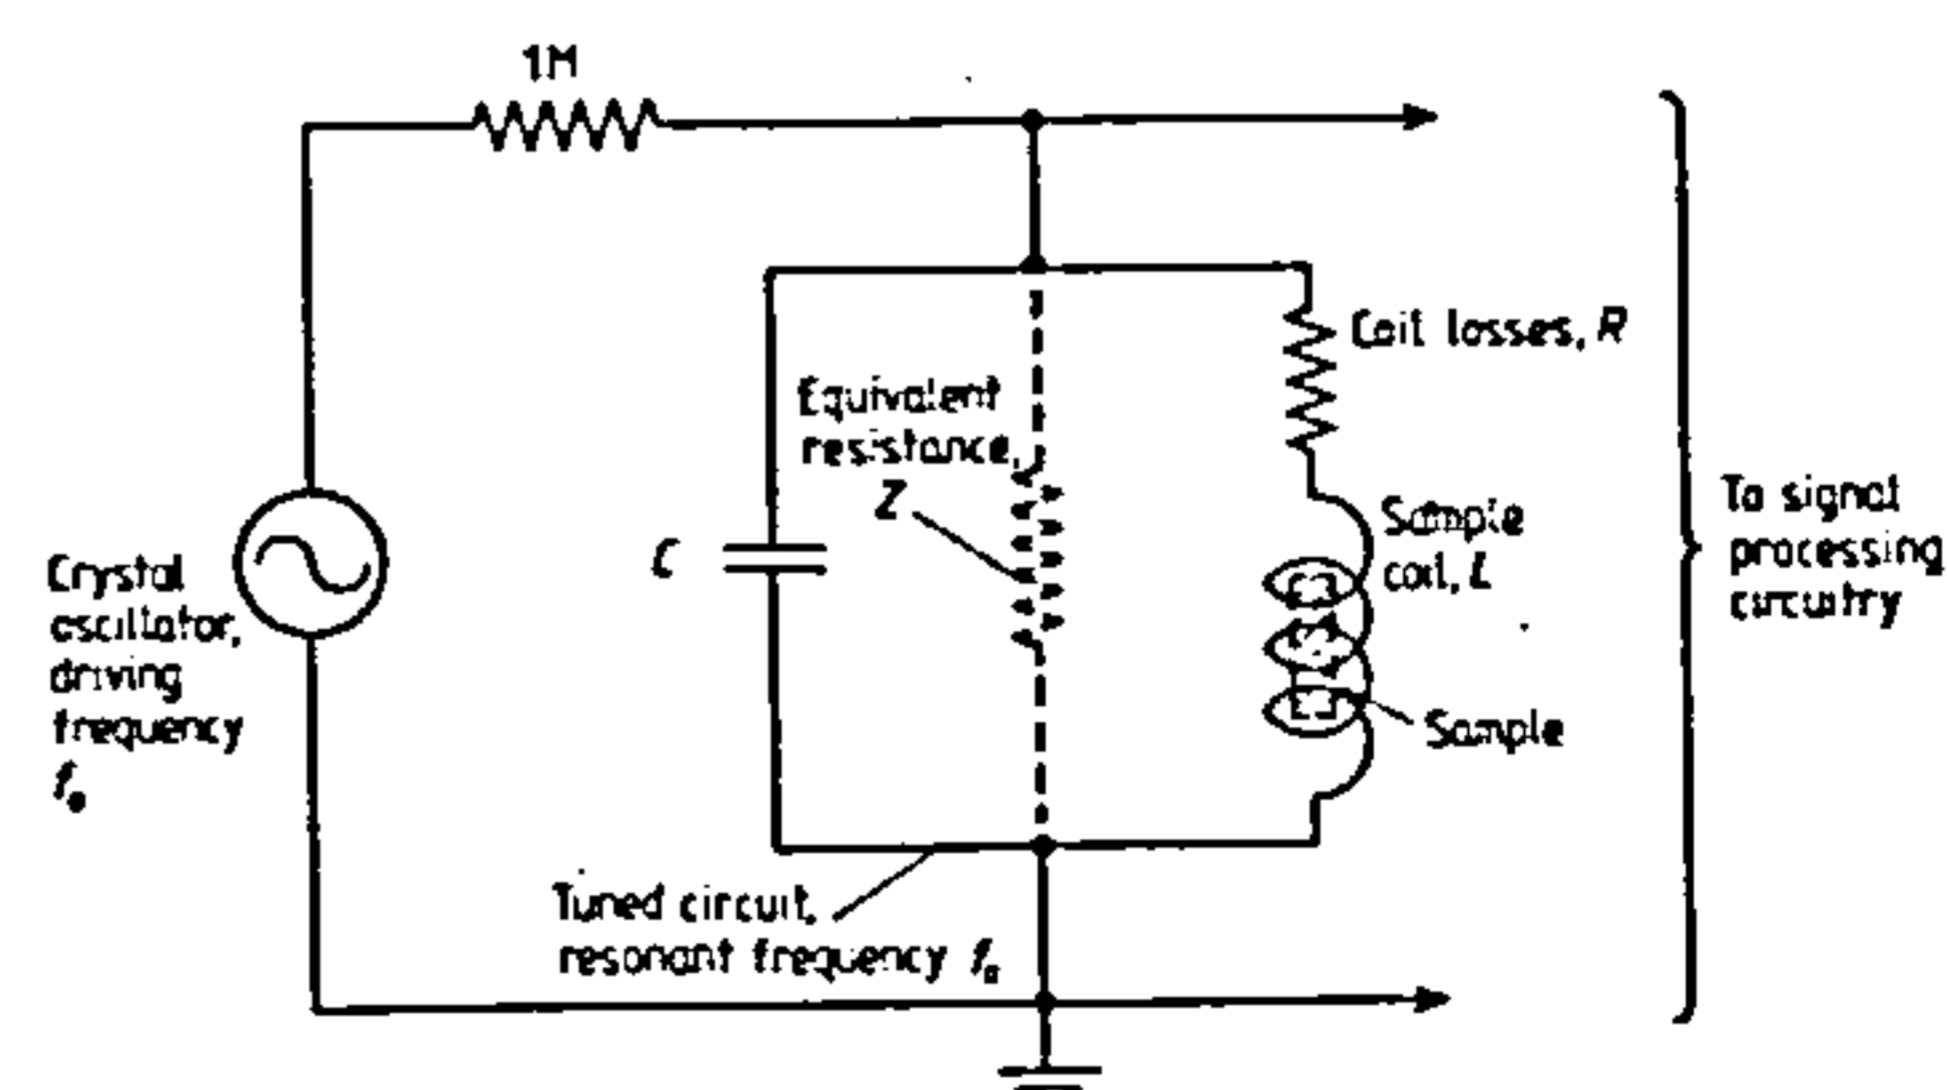 1M
Coil losses, R
Equivalent
resistance,
Z
C
Sample
coil, L
Sample
To signal
processing
circuitry
Crystal
oscillator,
driving
frequency
f₀
Tuned circuit,
resonant frequency f₀